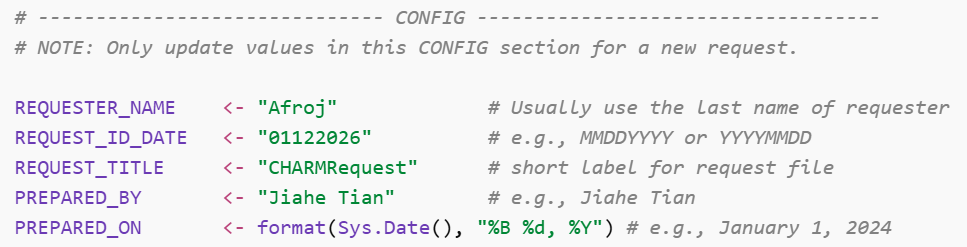 # ------------------------------ CONFIG -----------------------------------
# NOTE: Only update values in this CONFIG section for a new request.
REQUESTER_NAME    <- "Afroj"             # Usually use the last name of requester
REQUEST_ID_DATE   <- "01122026"          # e.g., MMDDYYYY or YYYYMMDD
REQUEST_TITLE     <- "CHARMRequest"      # short label for request file
PREPARED_BY       <- "Jiahe Tian"        # e.g., Jiahe Tian
PREPARED_ON       <- format(Sys.Date(), "%B %d, %Y") # e.g., January 1, 2024